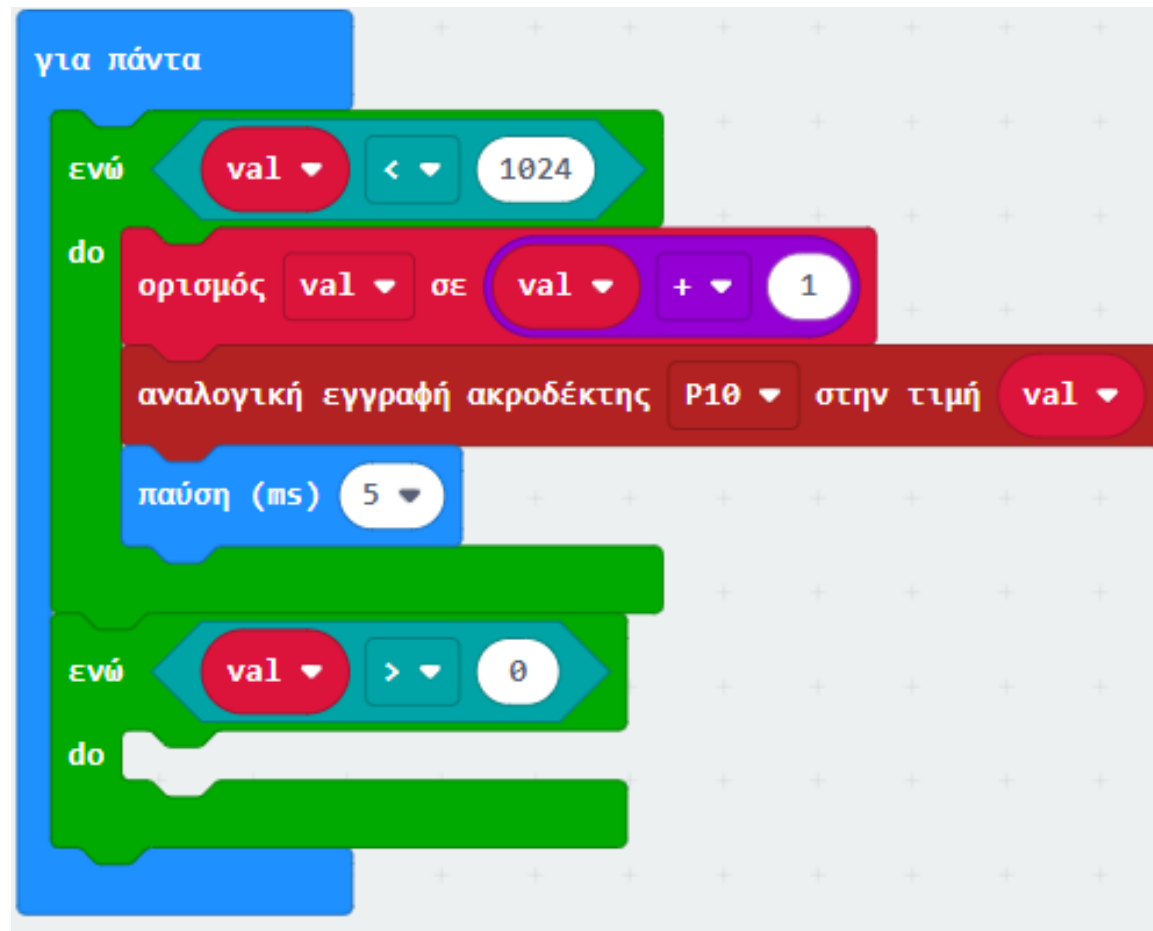 για πάντα
ενώ val < 1024
do
ορισμός val σε val + 1
αναλογική εγγραφή ακροδέκτης P10 στην τιμή val
παύση (ms) 5
ενώ val > 0
do